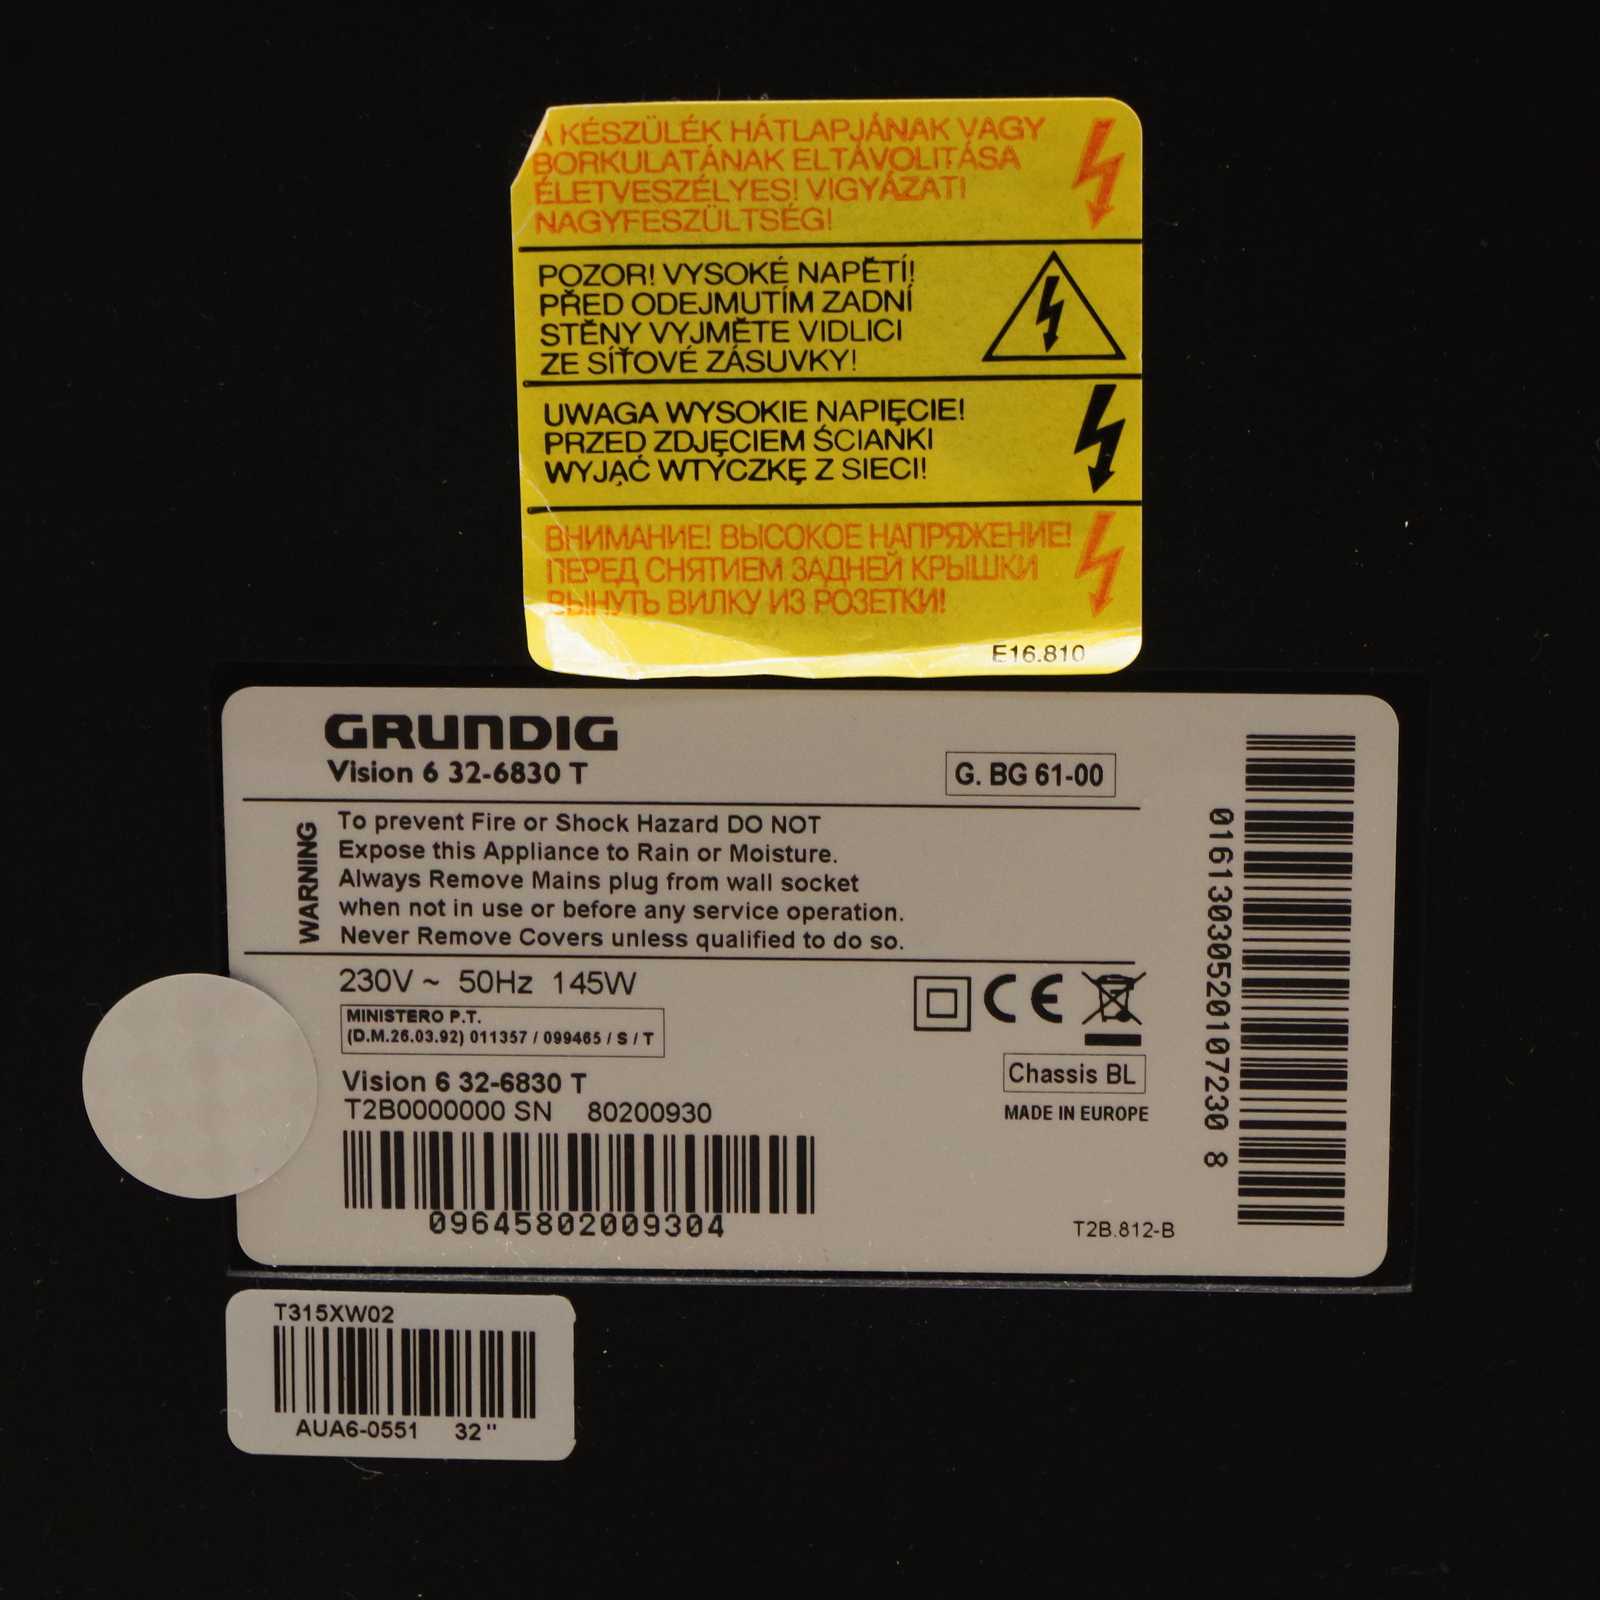 A KÉSZÜLÉK HÁTLAPJÁNAK VAGY
BORKULATÁNAK ELTÁVOLITÁSA
ÉLETVESZÉLYES! VIGYÁZATI
NAGYFESZÜLTSÉG!
POZOR! VYSOKÉ NAPĚTÍ!
PŘED ODEJMUTÍM ZADNÍ
STĚNY VYJMĚTE VIDLICI
ZE SÍŤOVÉ ZÁSUVKY!
UWAGA WYSOKIE NAPIĘCIE!
PRZED ZDJĘCIEM ŚCIANKI
WYJĄĆ WTYCZKĘ Z SIECI!
ВНИМАНИЕ! ВЫСОКОЕ НАПРЯЖЕНИЕ!
ПЕРЕД СНЯТИЕМ ЗАДНЕЙ КРЫШКИ
ВЫНУТЬ ВИЛКУ ИЗ РОЗЕТКИ!
E16.810
GRUNDIG
Vision 6 32-6830 T
G. BG 61-00
WARNING
To prevent Fire or Shock Hazard DO NOT
Expose this Appliance to Rain or Moisture.
Always Remove Mains plug from wall socket
when not in use or before any service operation.
Never Remove Covers unless qualified to do so.
230V ~ 50Hz 145W
MINISTERO P.T.
(D.M.26.03.92) 011357 / 099465 / S / T
CE
Chassis BL
MADE IN EUROPE
Vision 6 32-6830 T
T2B0000000 SN 80200930
09645802009304
T2B.812-B
01613030520107230 8
T315XW02
AUA6-0551 32"